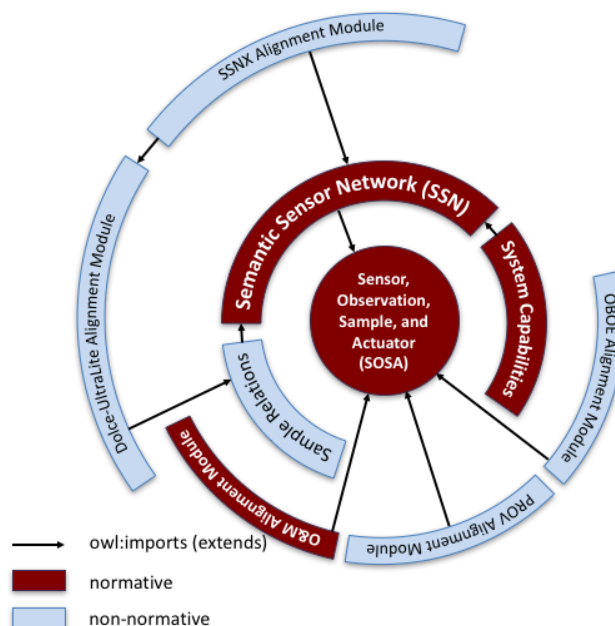 SSNX Alignment Module
Dolce-UltraLite Alignment Module
Semantic Sensor Network (SSN)
System Capabilities
Sensor,
Observation,
Sample, and
Actuator
(SOSA)
OBOE Alignment Module
Sample Relations
O&M Alignment Module
PROV Alignment Module
owl:imports (extends)
normative
non-normative